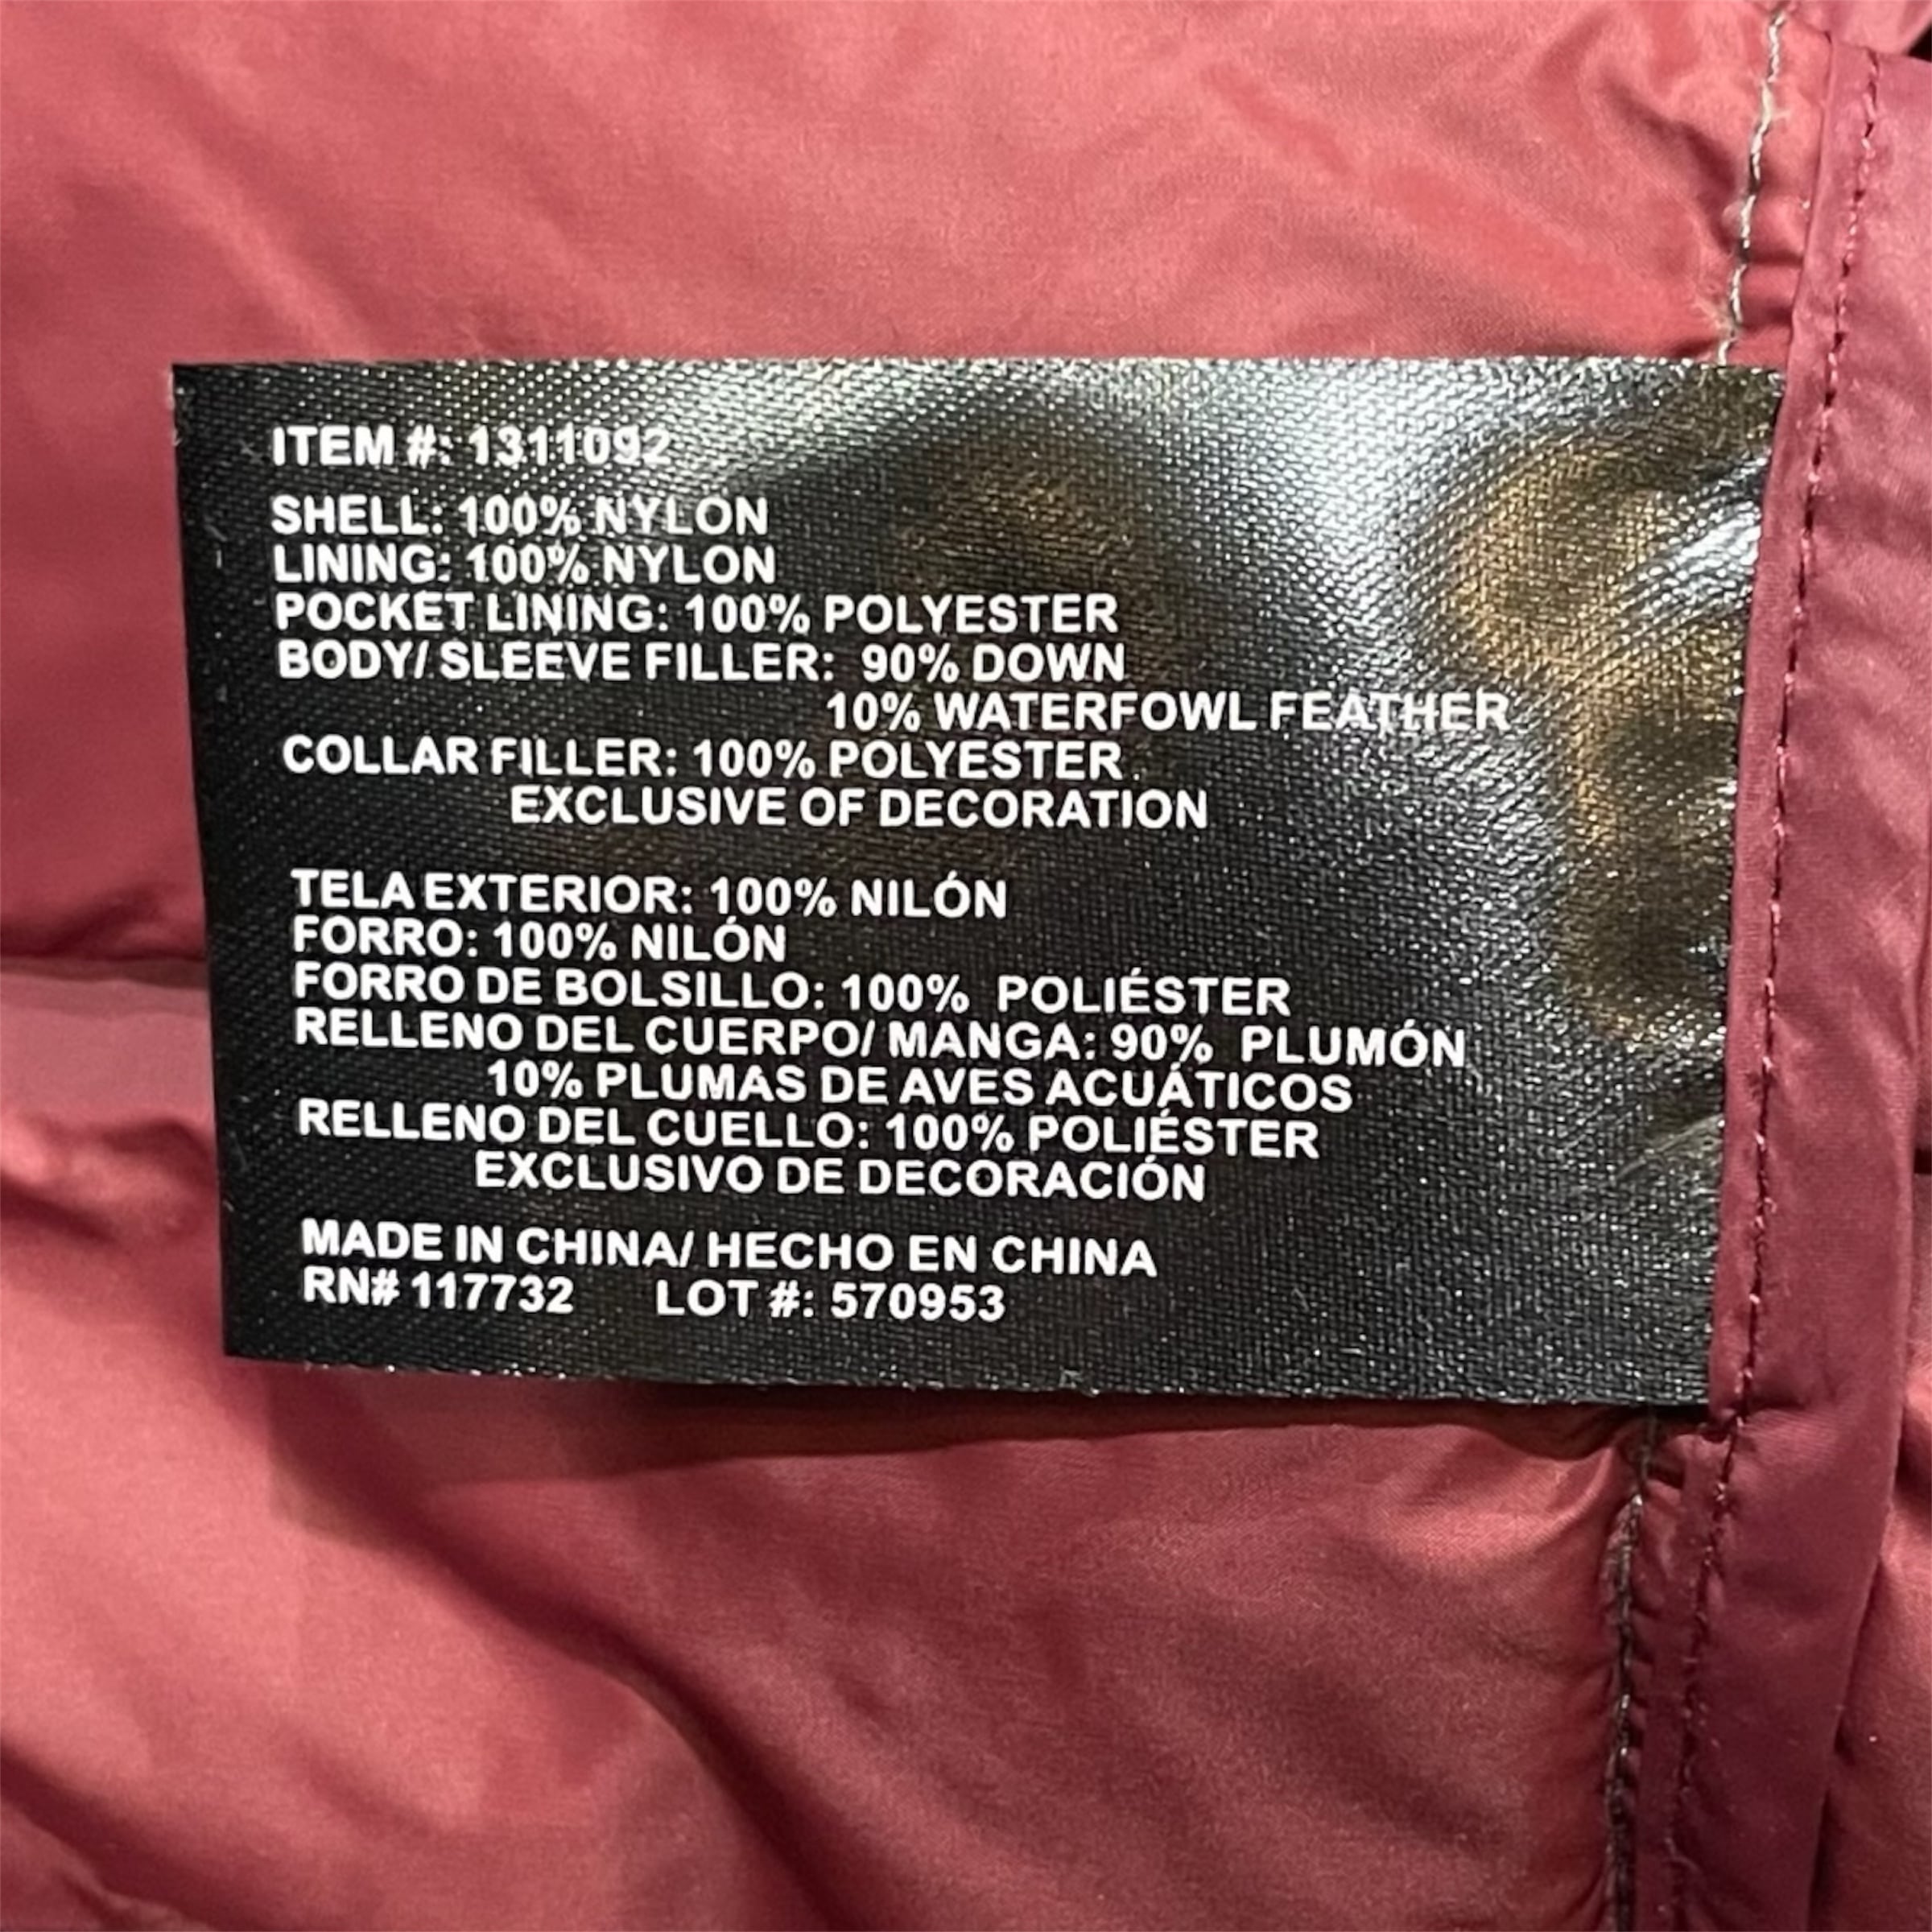 ITEM #: 1311092
SHELL: 100% NYLON
LINING: 100% NYLON
POCKET LINING: 100% POLYESTER
BODY/ SLEEVE FILLER: 90% DOWN
10% WATERFOWL FEATHER
COLLAR FILLER: 100% POLYESTER
EXCLUSIVE OF DECORATION
TELA EXTERIOR: 100% NILÓN
FORRO: 100% NILÓN
FORRO DE BOLSILLO: 100% POLIÉSTER
RELLENO DEL CUERPO/ MANGA: 90% PLUMÓN
10% PLUMAS DE AVES ACUÁTICOS
RELLENO DEL CUELLO: 100% POLIÉSTER
EXCLUSIVO DE DECORACIÓN
MADE IN CHINA/ HECHO EN CHINA
RN# 117732 LOT #: 570953